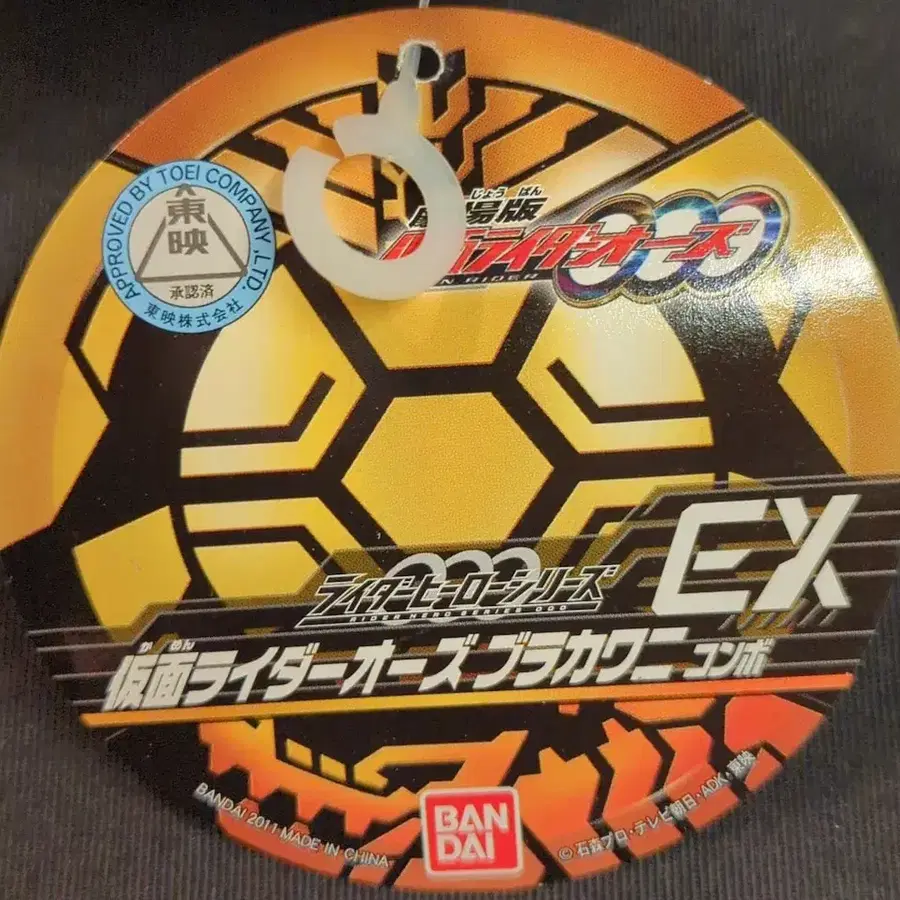 APPROVED BY TOEI COMPANY, LTD.
東映
承認済
東映株式会社
じょう ばん
場版
ライダーオーズ
N RIDER
EX
ライダーヒーローシリーズ
RIDER HERO SERIES OOO
かめん
仮面ライダーオーズ ブラカワニ コンボ
BANDAI 2011 MADE IN CHINA
BAN
DAI
©石森プロ・テレビ朝日・ADK・東映